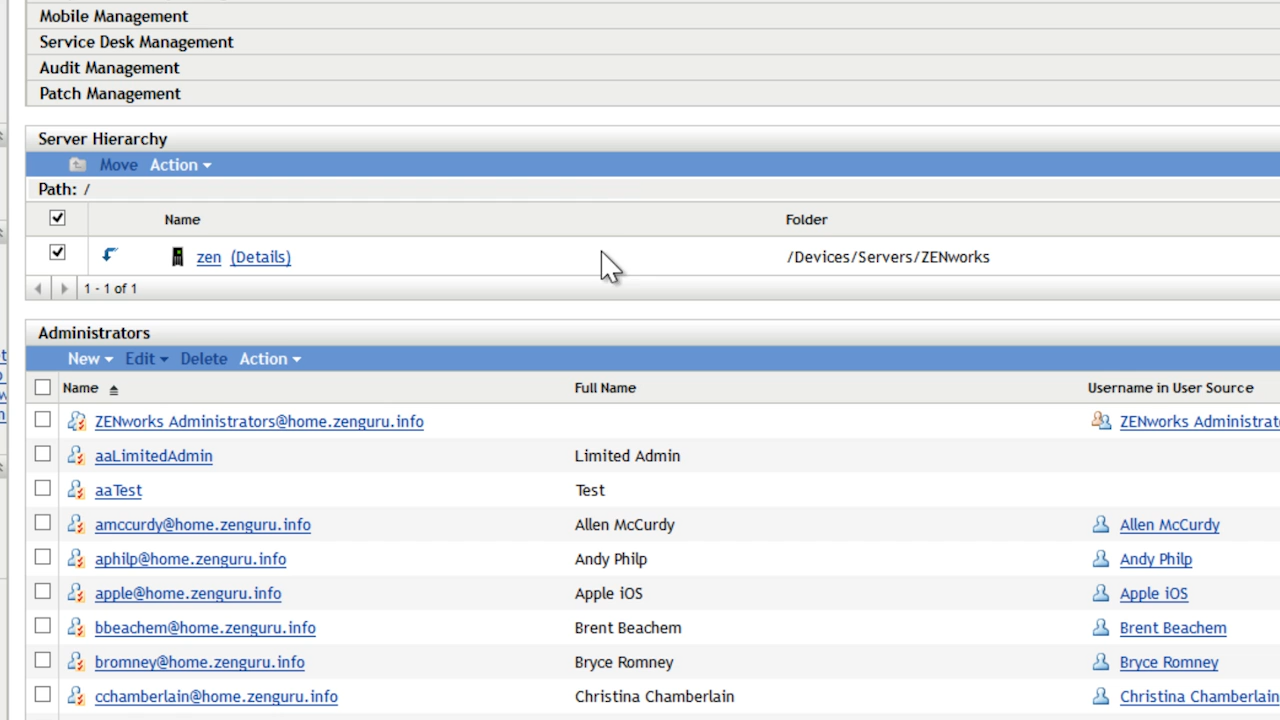 Mobile Management
Service Desk Management
Audit Management
Patch Management
Server Hierarchy
Move Action
Path: /
Name Folder
zen (Details) /Devices/Servers/ZENworks
1 - 1 of 1
Administrators
New Edit Delete Action
Name Full Name Username in User Source
ZENworks Administrators@home.zenguru.info ZENworks
aaLimitedAdmin Limited Admin
aaTest Test
amccurdy@home.zenguru.info Allen McCurdy Allen McCurdy
aphilp@home.zenguru.info Andy Philp Andy Philp
apple@home.zenguru.info Apple iOS Apple iOS
bbeachem@home.zenguru.info Brent Beachem Brent Beachem
bromney@home.zenguru.info Bryce Romney Bryce Romney
cchamberlain@home.zenguru.info Christina Chamberlain Christina Chamberlain